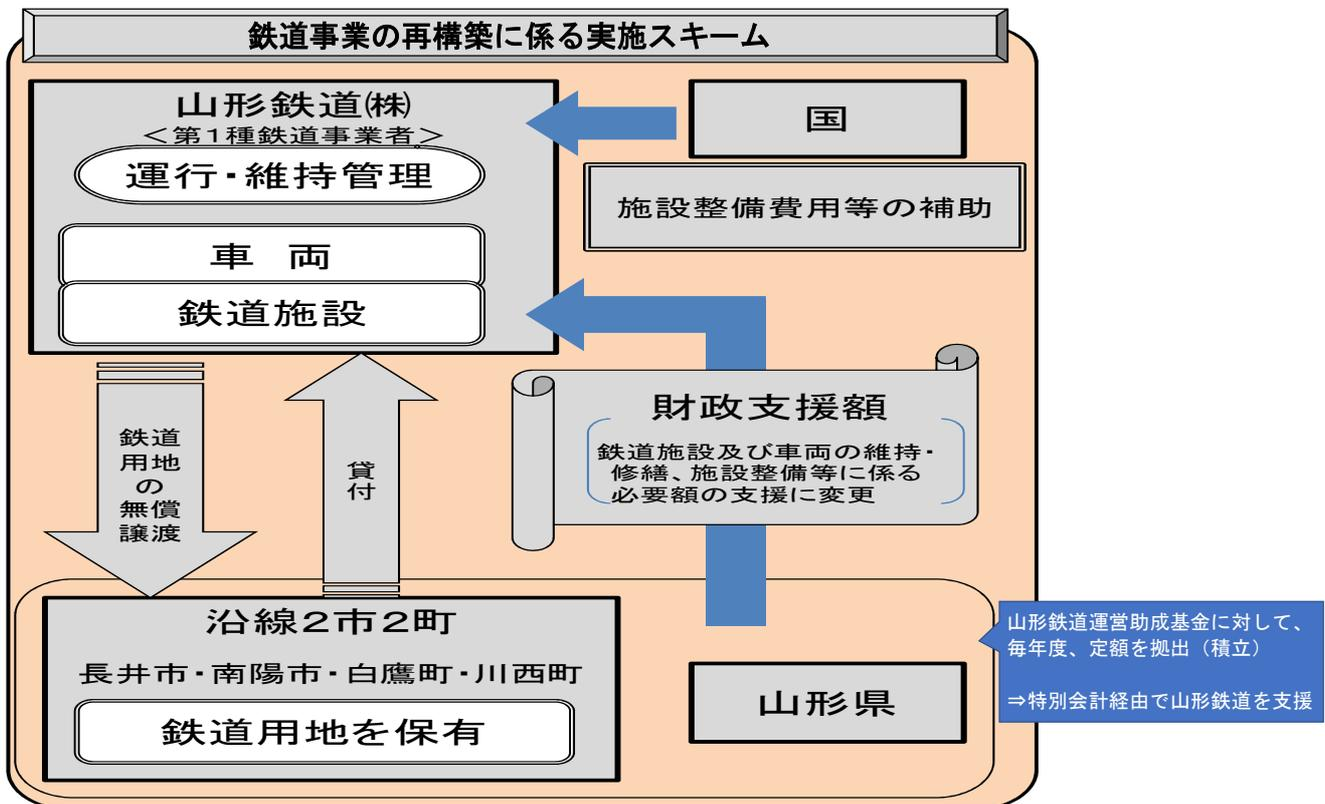 鉄道事業の再構築に係る実施スキーム
山形鉄道㈱
＜第１種鉄道事業者＞
運行・維持管理
車　両
鉄道施設
国
施設整備費用等の補助
財政支援額
鉄道施設及び車両の維持・
修繕、施設整備等に係る
必要額の支援に変更
鉄道
用地
の
無償
譲渡
貸
付
沿線２市２町
長井市・南陽市・白鷹町・川西町
鉄道用地を保有
山形県
山形鉄道運営助成基金に対して、
毎年度、定額を拠出（積立）
⇒特別会計経由で山形鉄道を支援